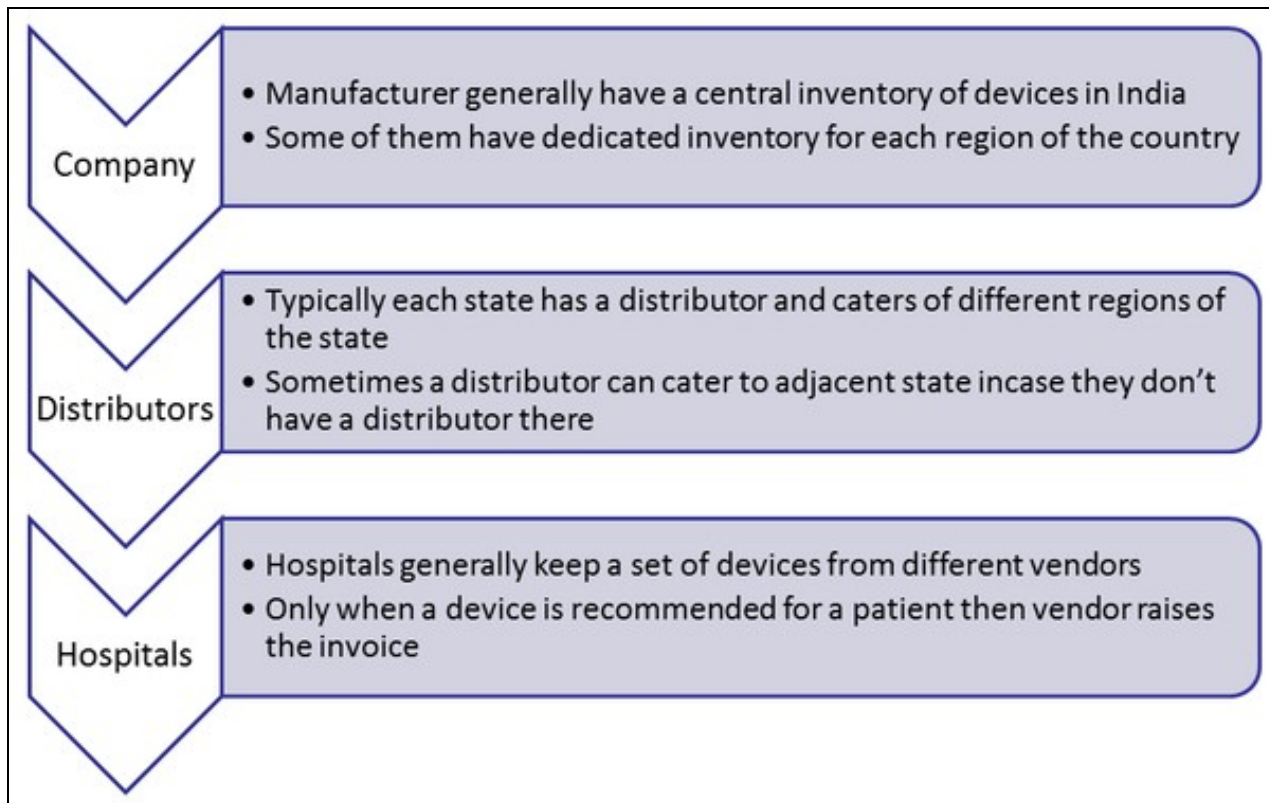 Company
• Manufacturer generally have a central inventory of devices in India
• Some of them have dedicated inventory for each region of the country
Distributors
• Typically each state has a distributor and caters of different regions of
the state
• Sometimes a distributor can cater to adjacent state incase they don’t
have a distributor there
Hospitals
• Hospitals generally keep a set of devices from different vendors
• Only when a device is recommended for a patient then vendor raises
the invoice